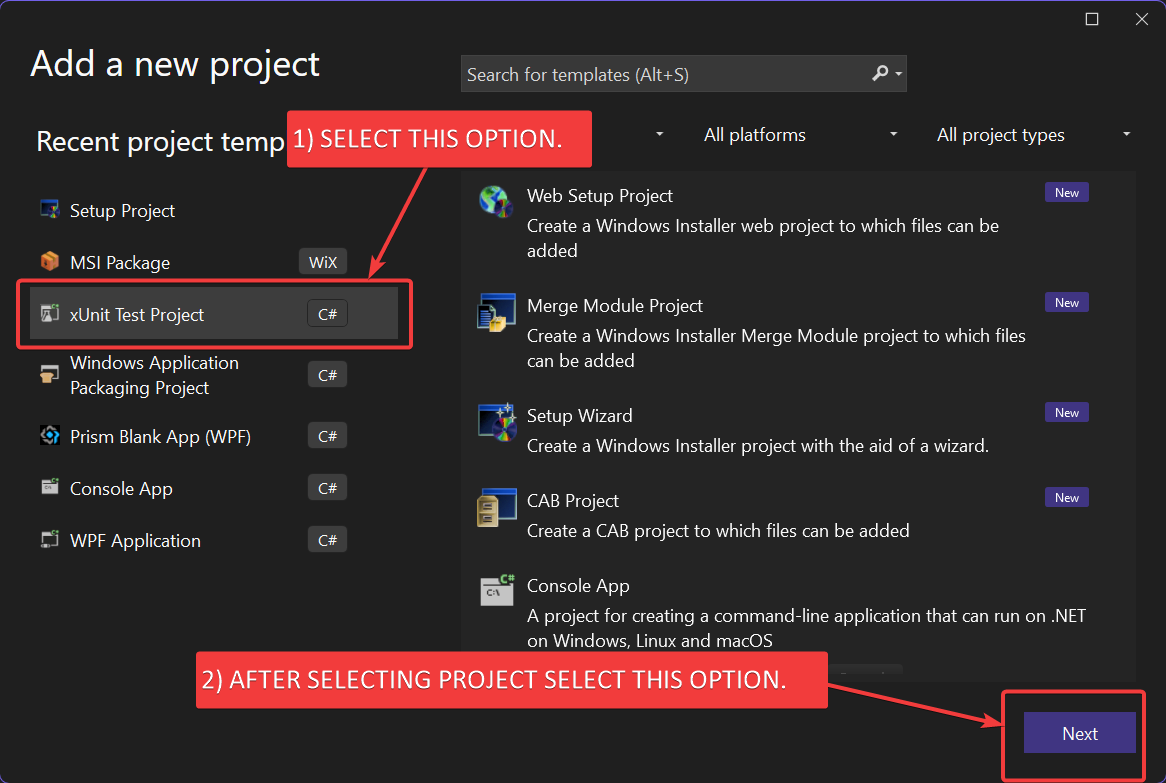 Add a new project
Search for templates (Alt+S)
Recent project temp
1) SELECT THIS OPTION.
All platforms
All project types
Setup Project
MSI Package
WiX
xUnit Test Project
C#
Windows Application
Packaging Project
C#
Prism Blank App (WPF)
C#
Console App
C#
WPF Application
C#
Web Setup Project
New
Create a Windows Installer web project to which files can be
added
Merge Module Project
New
Create a Windows Installer Merge Module project to which files
can be added
Setup Wizard
New
Create a Windows Installer project with the aid of a wizard.
CAB Project
New
Create a CAB project to which files can be added
C#
C:\
Console App
A project for creating a command-line application that can run on .NET
on Windows, Linux and macOS
2) AFTER SELECTING PROJECT SELECT THIS OPTION.
Next